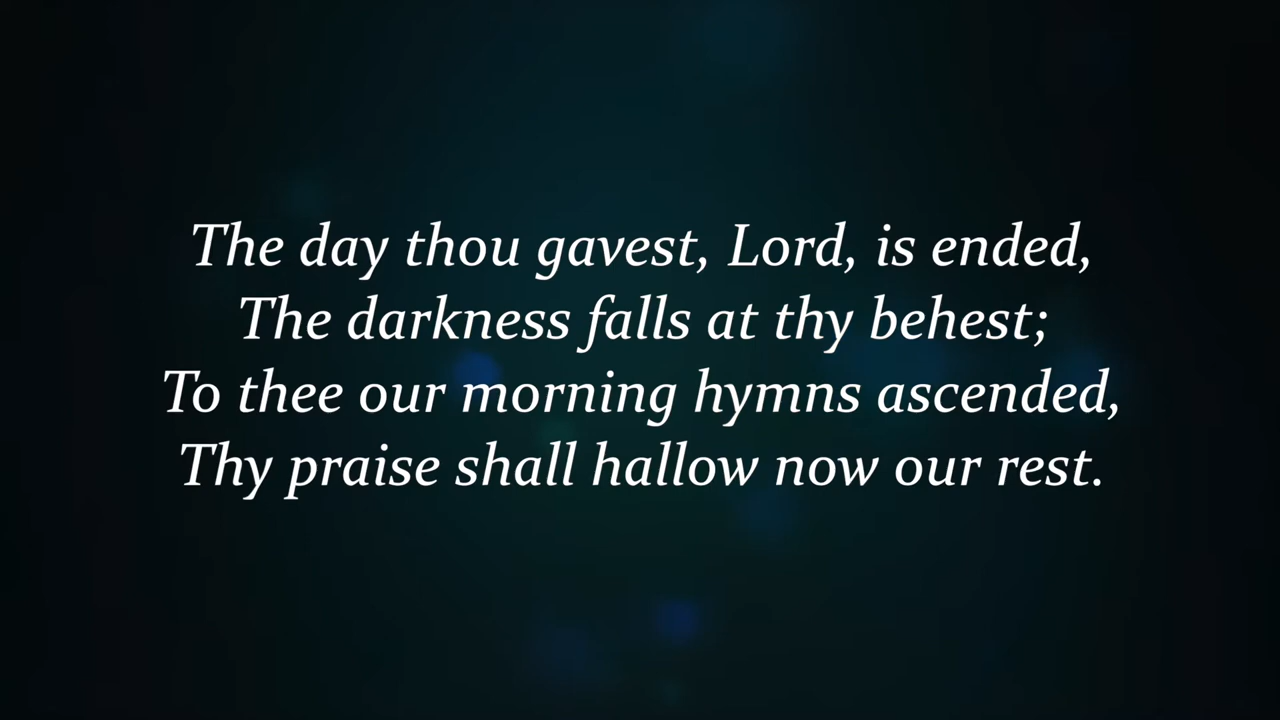 The day thou gavest, Lord, is ended,
The darkness falls at thy behest;
To thee our morning hymns ascended,
Thy praise shall hallow now our rest.